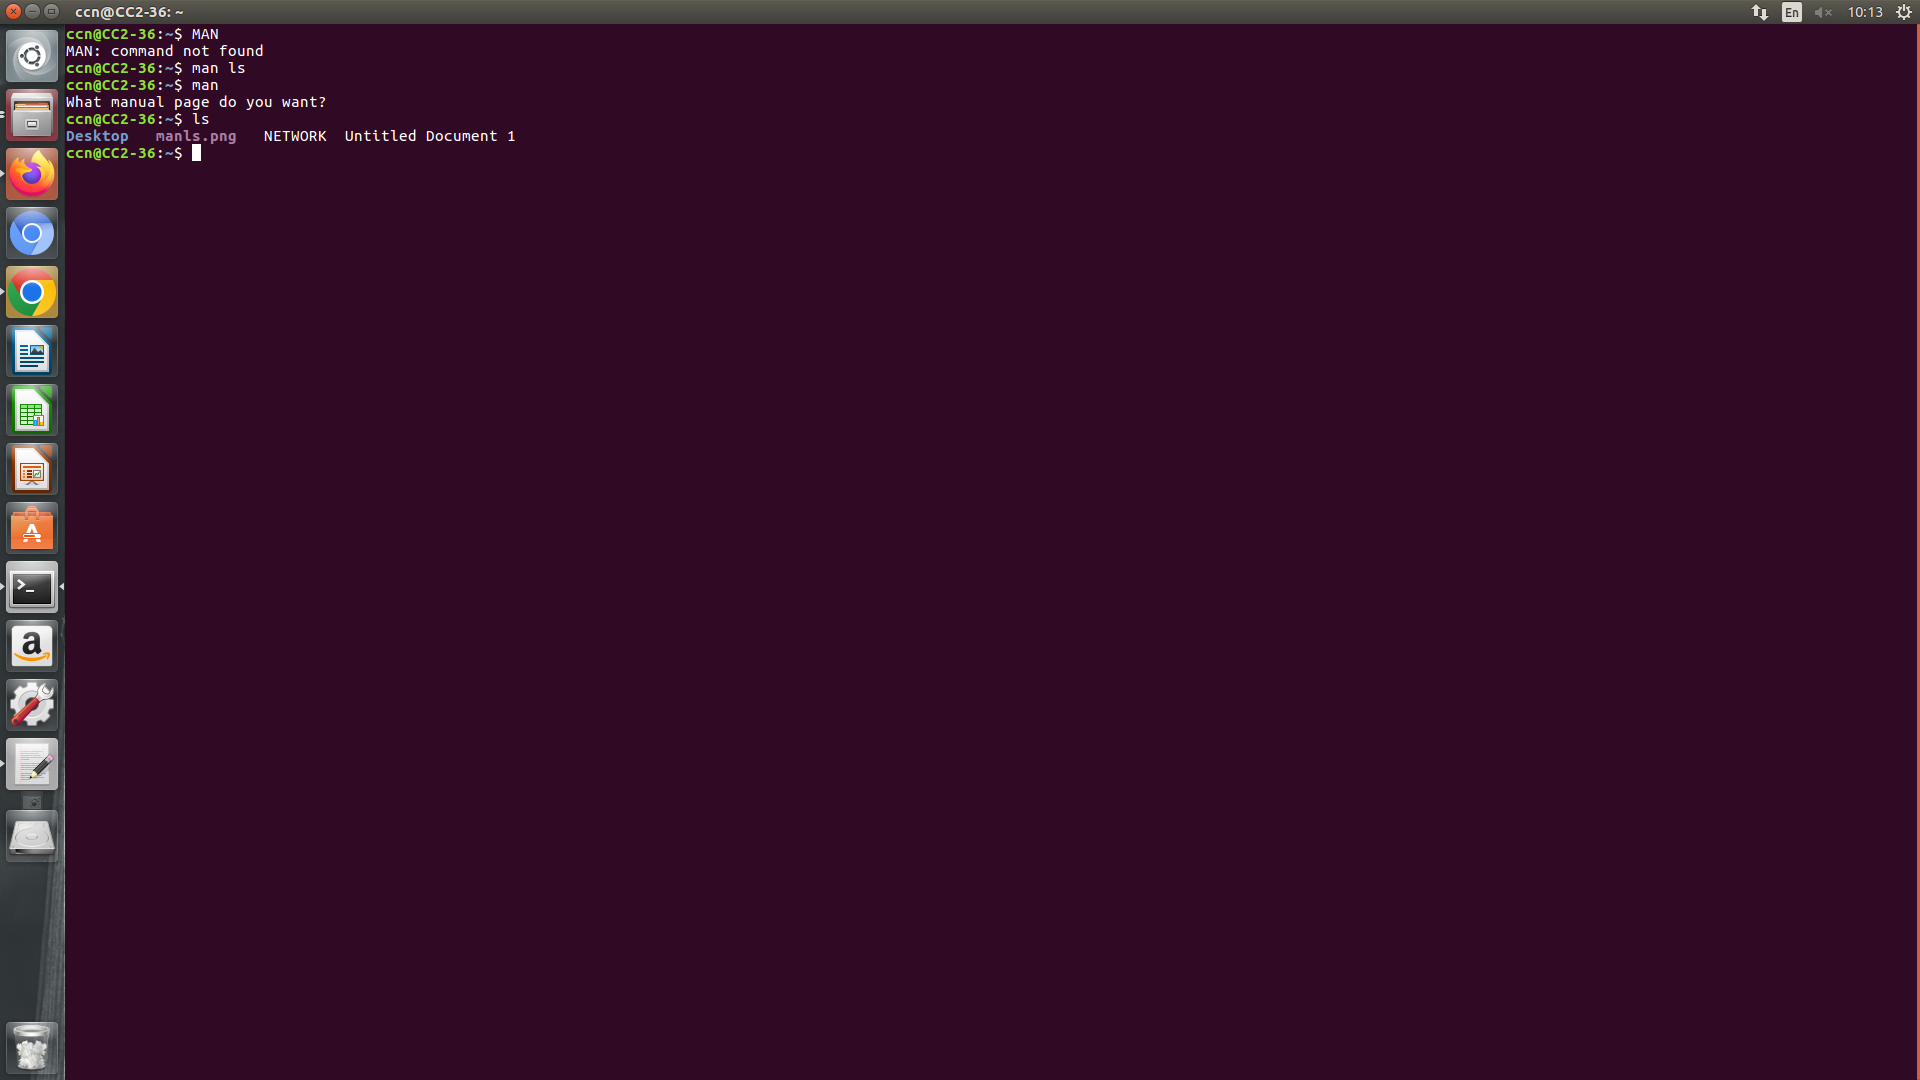 ccn@CC2-36: ~
En
10:13
ccn@CC2-36:~$ MAN
MAN: command not found
ccn@CC2-36:~$ man ls
ccn@CC2-36:~$ man
What manual page do you want?
ccn@CC2-36:~$ ls
Desktop manls.png NETWORK Untitled Document 1
ccn@CC2-36:~$